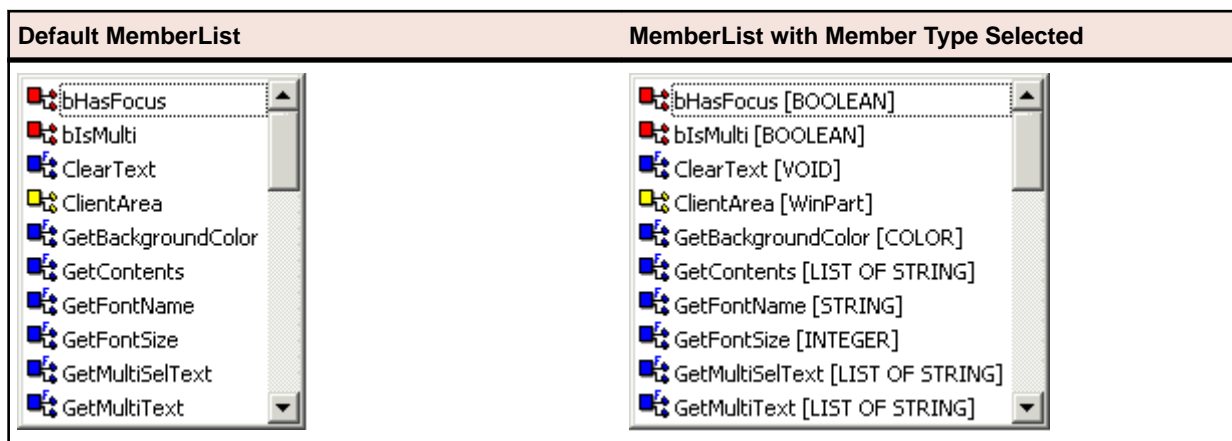 Default MemberList
MemberList with Member Type Selected
bHasFocus
bIsMulti
ClearText
ClientArea
GetBackgroundColor
GetContents
GetFontName
GetFontSize
GetMultiSelText
GetMultiText
bHasFocus [BOOLEAN]
bIsMulti [BOOLEAN]
ClearText [VOID]
ClientArea [WinPart]
GetBackgroundColor [COLOR]
GetContents [LIST OF STRING]
GetFontName [STRING]
GetFontSize [INTEGER]
GetMultiSelText [LIST OF STRING]
GetMultiText [LIST OF STRING]